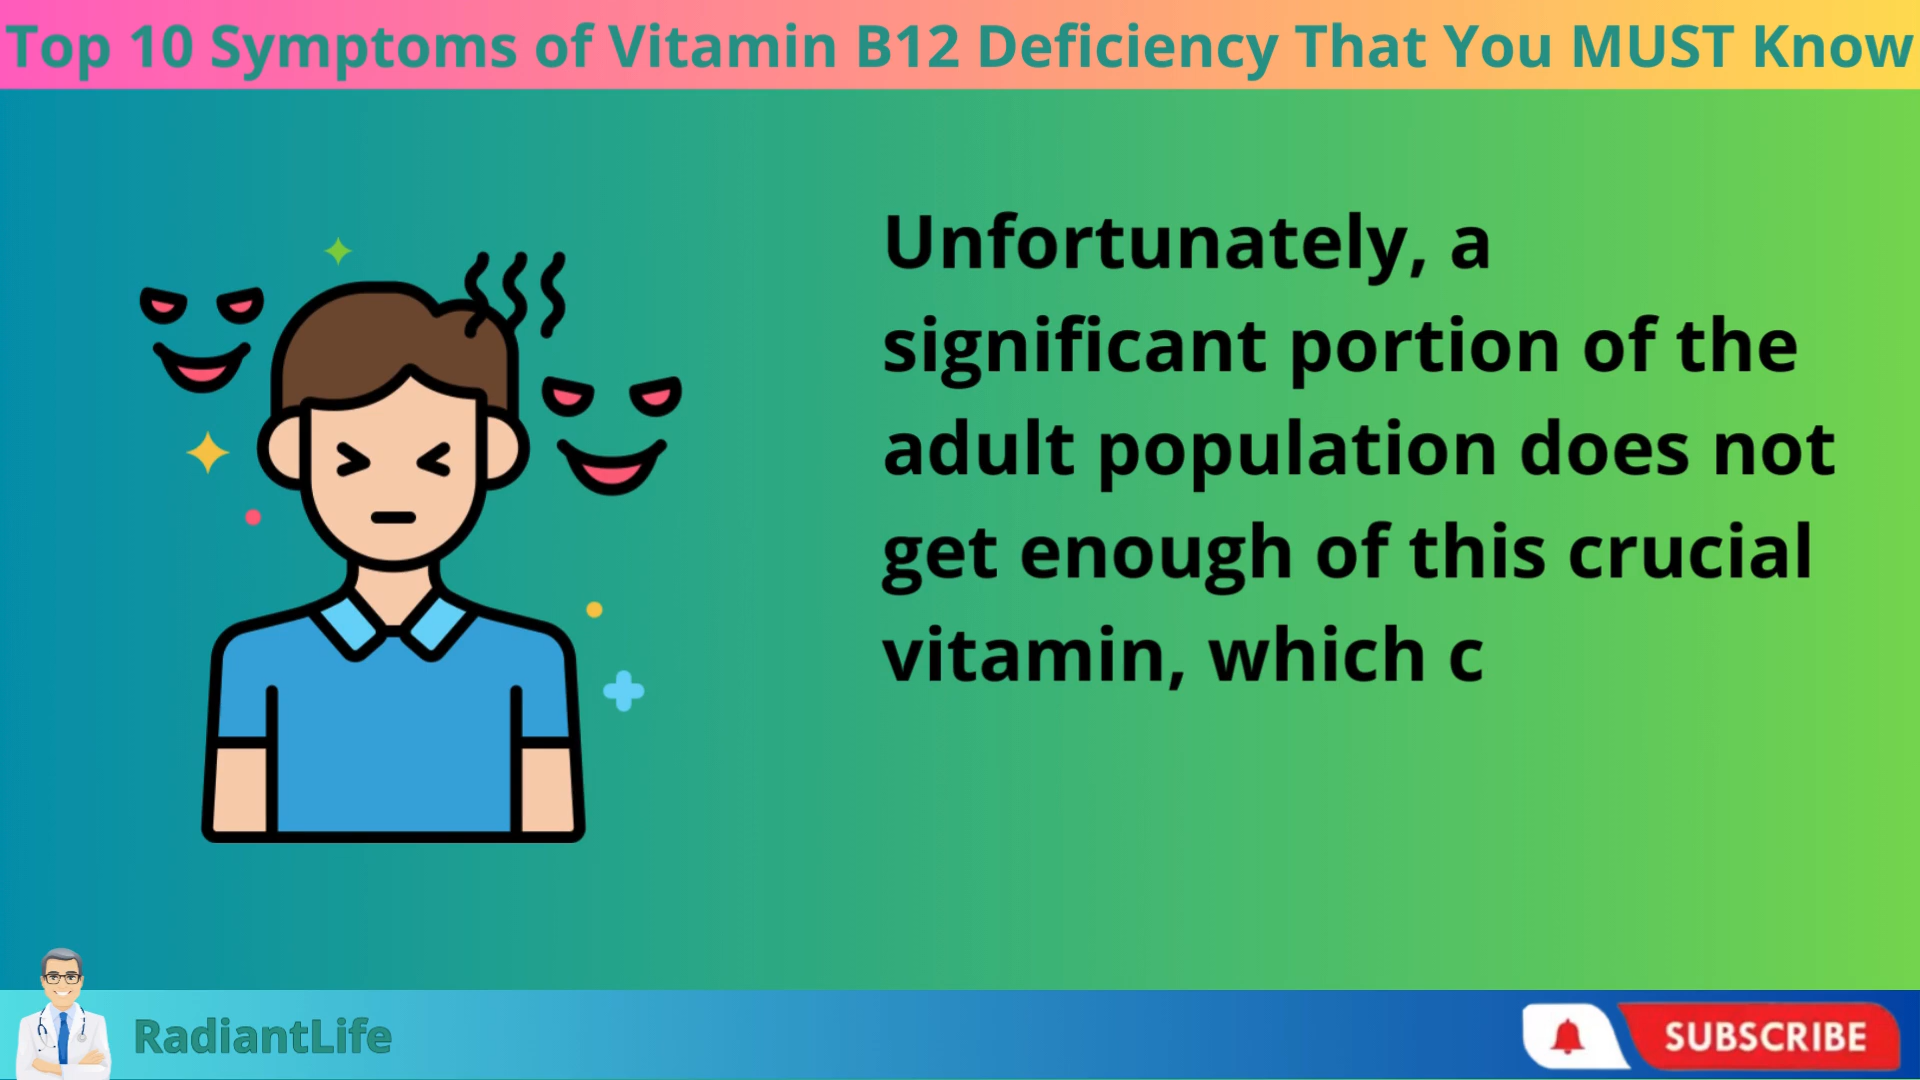 Top 10 Symptoms of Vitamin B12 Deficiency That You MUST Know
Unfortunately, a
significant portion of the
adult population does not
get enough of this crucial
vitamin, which c
RadiantLife
SUBSCRIBE